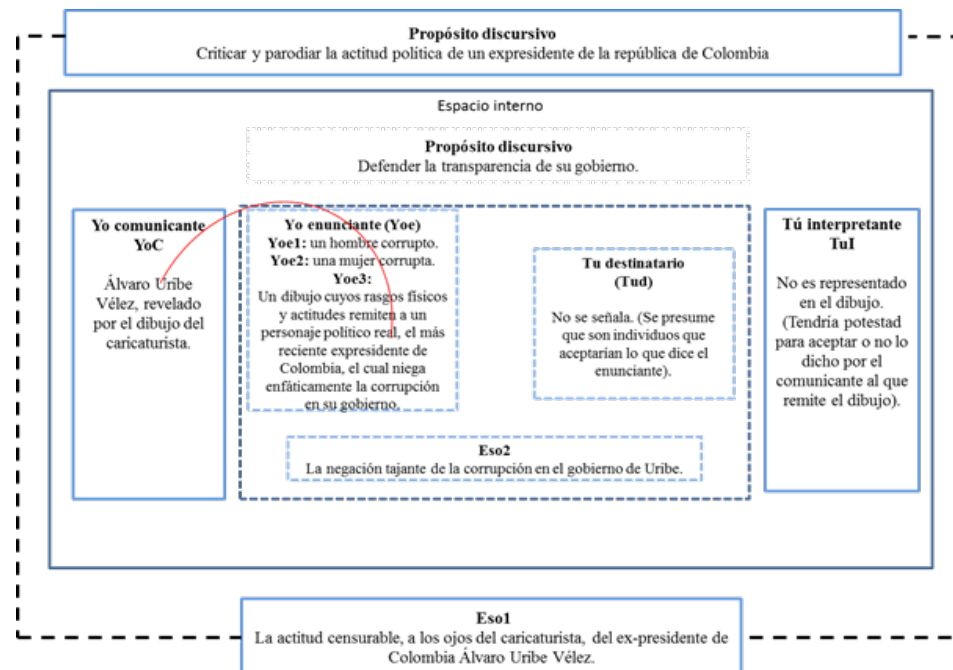 Propósito discursivo
Criticar y parodiar la actitud política de un expresidente de la república de Colombia
Espacio interno
Propósito discursivo
Defender la transparencia de su gobierno.
Yo comunicante
YoC
Álvaro Uribe
Vélez, revelado
por el dibujo del
caricaturista.
Yo enunciante (Yoe)
Yoe1: un hombre corrupto.
Yoe2: una mujer corrupta.
Yoe3:
Un dibujo cuyos rasgos físicos
y actitudes remiten a un
personaje político real, el más
reciente expresidente de
Colombia, el cual niega
enfáticamente la corrupción
en su gobierno.
Tu destinatario
(Tud)
No se señala. (Se presume
que son individuos que
aceptarían lo que dice el
enunciante).
Tú interpretante
TuI
No es representado
en el dibujo.
(Tendría potestad
para aceptar o no lo
dicho por el
comunicante al que
remite el dibujo).
Eso2
La negación tajante de la corrupción en el gobierno de Uribe.
Eso1
La actitud censurable, a los ojos del caricaturista, del ex-presidente de
Colombia Álvaro Uribe Vélez.